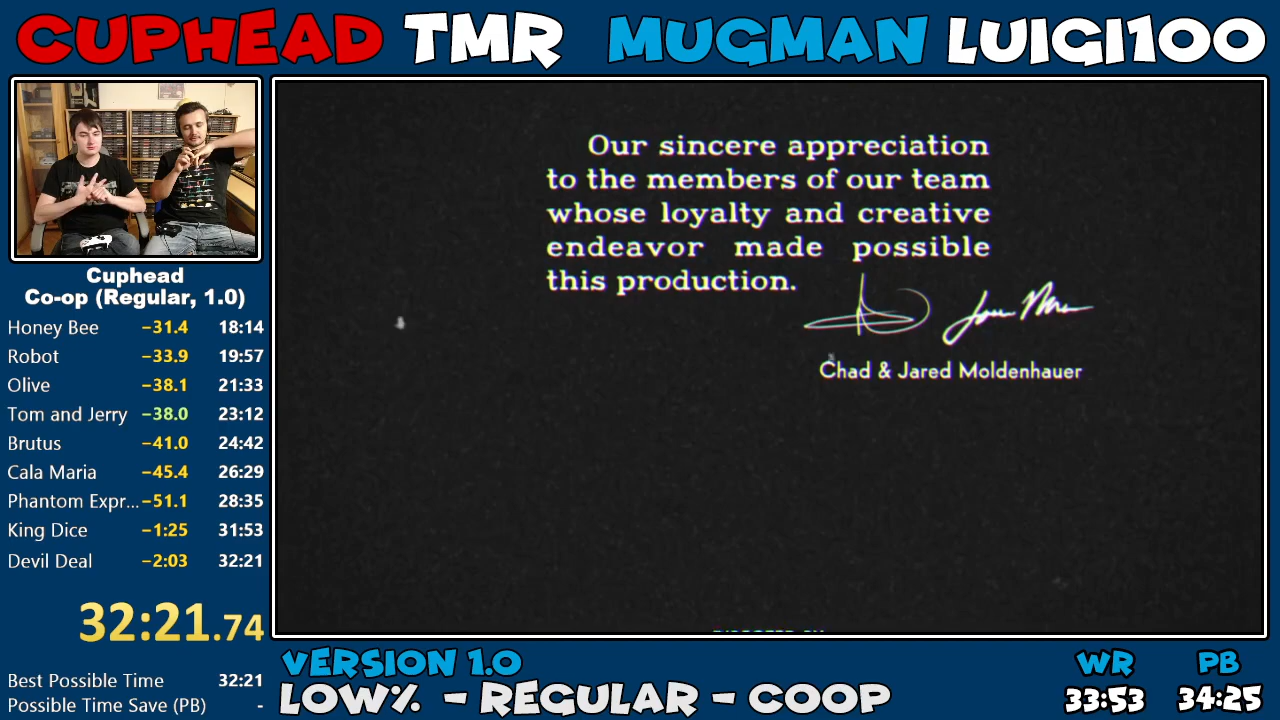 CUPHEAD TMR MUGMAN LUIGI100
Our sincere appreciation
to the members of our team
whose loyalty and creative
endeavor made possible
this production.
Chad & Jared Moldenhauer
Cuphead
Co-op (Regular, 1.0)
Honey Bee -31.4 18:14
Robot -33.9 19:57
Olive -38.1 21:33
Tom and Jerry -38.0 23:12
Brutus -41.0 24:42
Cala Maria -45.4 26:29
Phantom Expr... -51.1 28:35
King Dice -1:25 31:53
Devil Deal -2:03 32:21
32:21.74
Best Possible Time 32:21
Possible Time Save (PB) -
VERSION 1.0
LOW% - REGULAR - COOP
WR PB
33:53 34:25